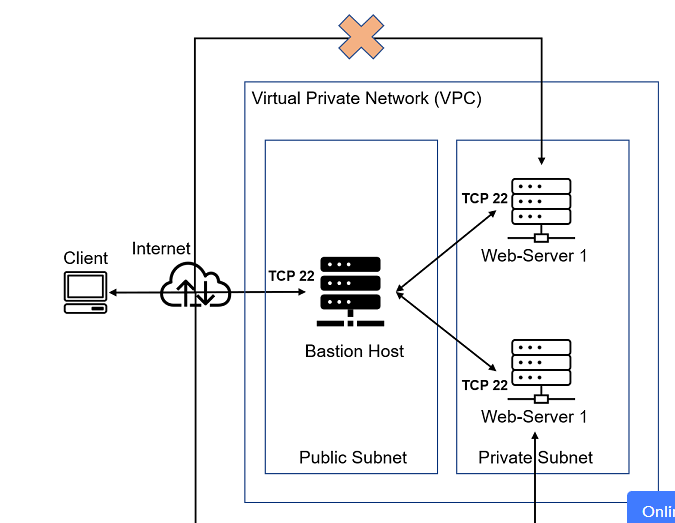 Virtual Private Network (VPC)
TCP 22
Web-Server 1
Client
Internet
TCP 22
Bastion Host
TCP 22
Web-Server 1
Public Subnet
Private Subnet